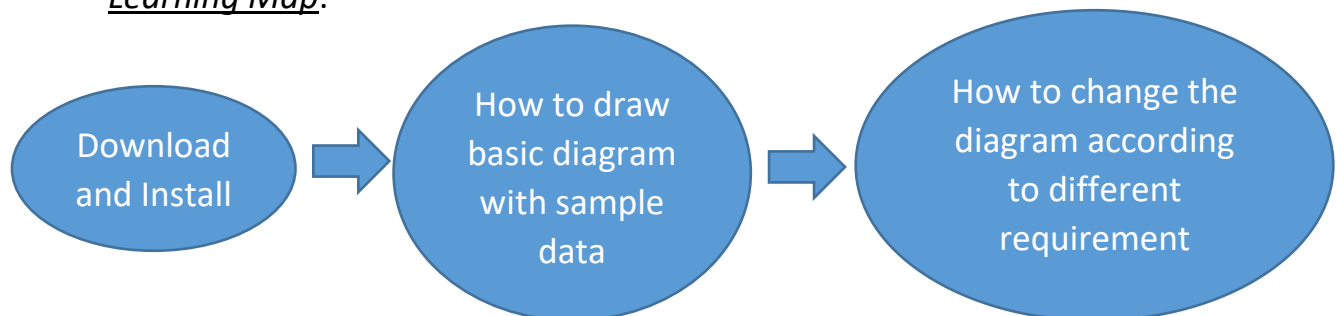 Learning Map:
Download
and Install
How to draw
basic diagram
with sample
data
How to change the
diagram according
to different
requirement